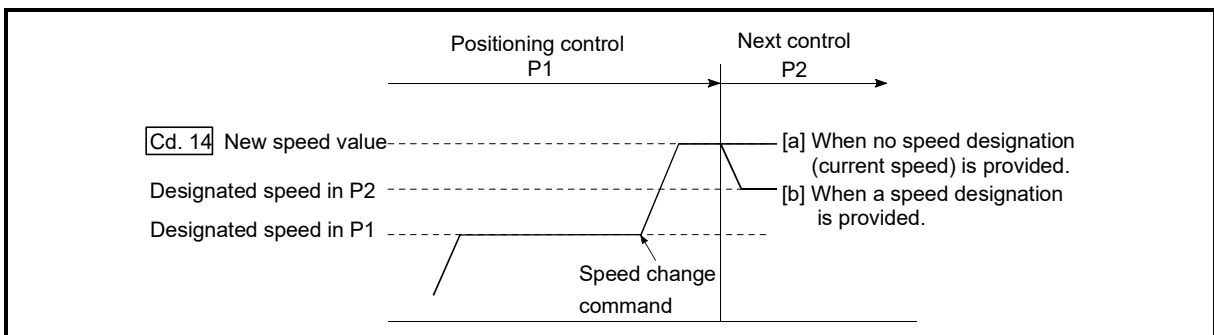 Positioning control
P1
Next control
P2
Cd. 14 New speed value
[a] When no speed designation
(current speed) is provided.
Designated speed in P2
[b] When a speed designation
is provided.
Designated speed in P1
Speed change
command